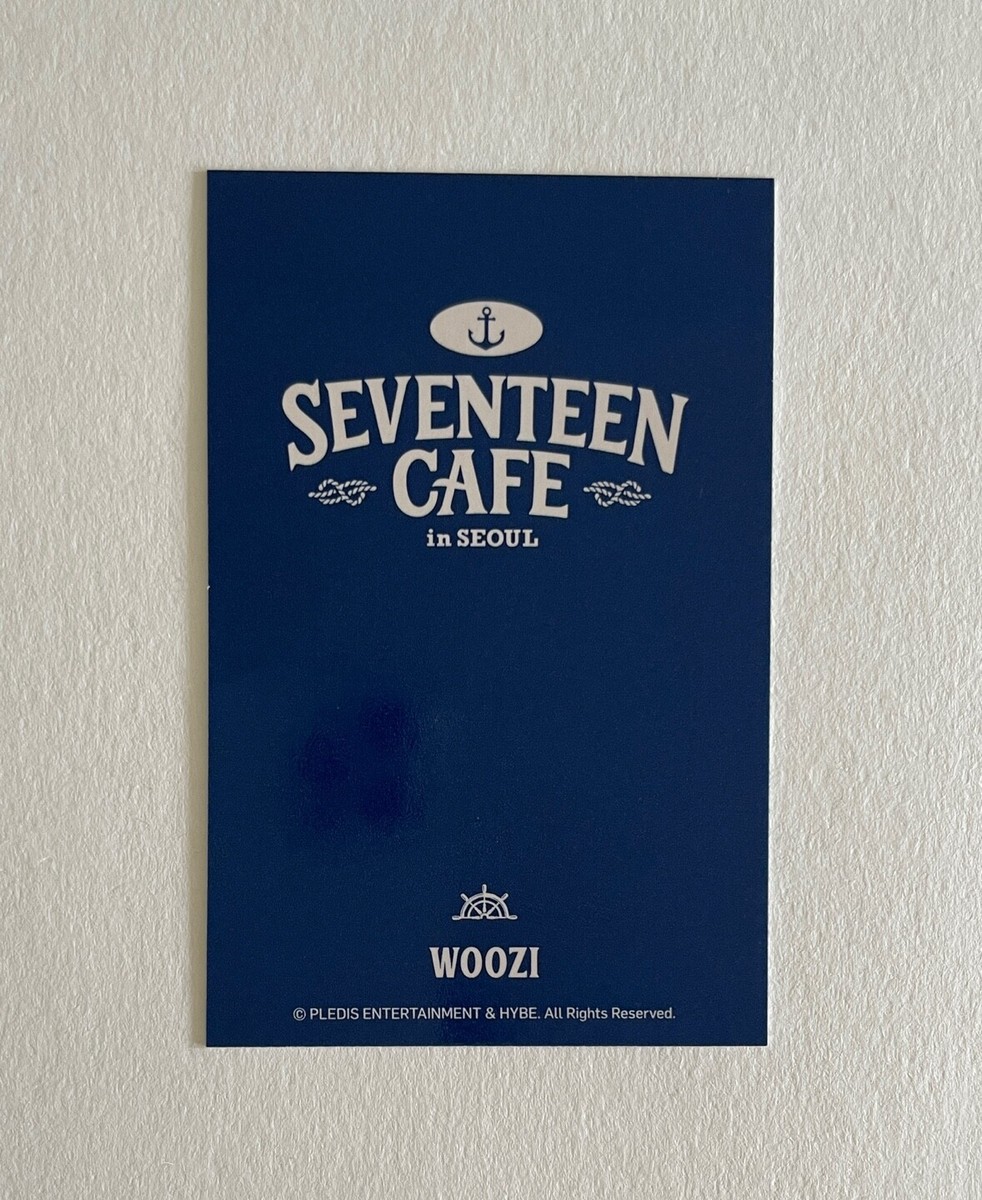 SEVENTEEN
CAFE
in SEOUL
WOOZI
© PLEDIS ENTERTAINMENT & HYBE. All Rights Reserved.